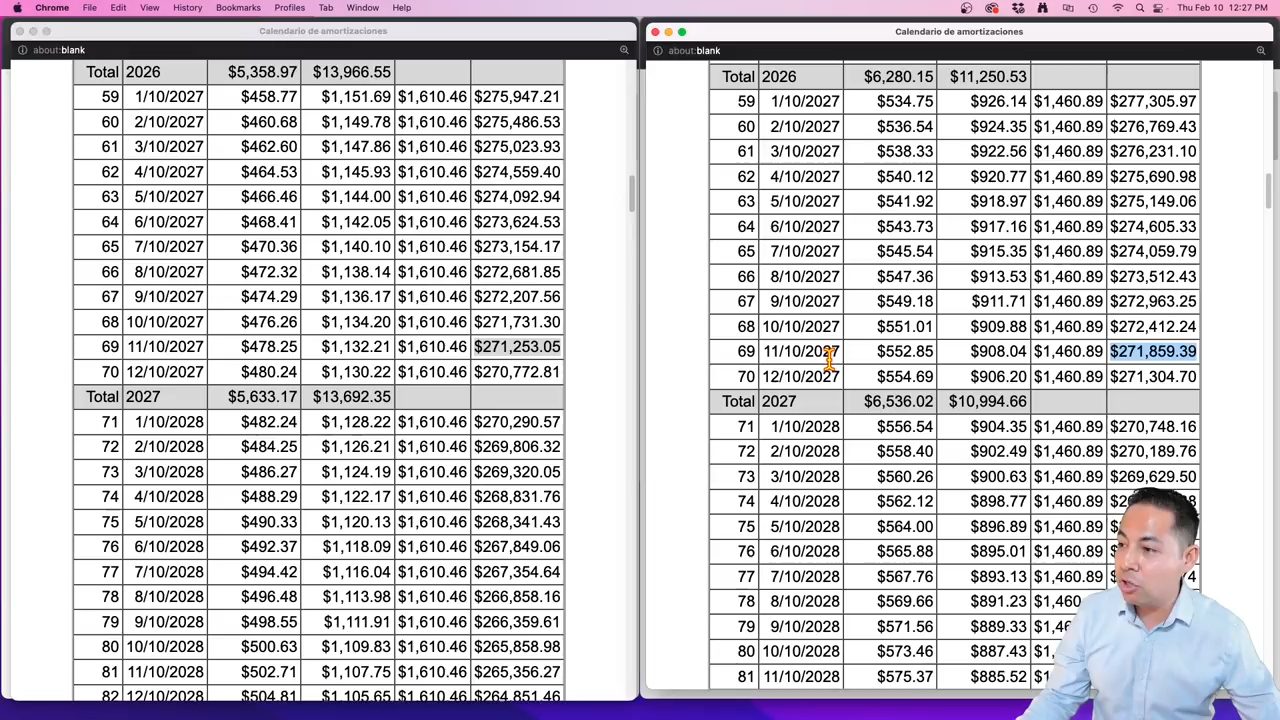 Chrome File Edit View History Bookmarks Profiles Tab Window Help Thu Feb 10 12:27 PM
Calendario de amortizaciones
about:blank
Total 2026 $5,358.97 $13,966.55
59 1/10/2027 $458.77 $1,151.69 $1,610.46 $275,947.21
60 2/10/2027 $460.68 $1,149.78 $1,610.46 $275,486.53
61 3/10/2027 $462.60 $1,147.86 $1,610.46 $275,023.93
62 4/10/2027 $464.53 $1,145.93 $1,610.46 $274,559.40
63 5/10/2027 $466.46 $1,144.00 $1,610.46 $274,092.94
64 6/10/2027 $468.41 $1,142.05 $1,610.46 $273,624.53
65 7/10/2027 $470.36 $1,140.10 $1,610.46 $273,154.17
66 8/10/2027 $472.32 $1,138.14 $1,610.46 $272,681.85
67 9/10/2027 $474.29 $1,136.17 $1,610.46 $272,207.56
68 10/10/2027 $476.26 $1,134.20 $1,610.46 $271,731.30
69 11/10/2027 $478.25 $1,132.21 $1,610.46 $271,253.05
70 12/10/2027 $480.24 $1,130.22 $1,610.46 $270,772.81
Total 2027 $5,633.17 $13,692.35
71 1/10/2028 $482.24 $1,128.22 $1,610.46 $270,290.57
72 2/10/2028 $484.25 $1,126.21 $1,610.46 $269,806.32
73 3/10/2028 $486.27 $1,124.19 $1,610.46 $269,320.05
74 4/10/2028 $488.29 $1,122.17 $1,610.46 $268,831.76
75 5/10/2028 $490.33 $1,120.13 $1,610.46 $268,341.43
76 6/10/2028 $492.37 $1,118.09 $1,610.46 $267,849.06
77 7/10/2028 $494.42 $1,116.04 $1,610.46 $267,354.64
78 8/10/2028 $496.48 $1,113.98 $1,610.46 $266,858.16
79 9/10/2028 $498.55 $1,111.91 $1,610.46 $266,359.61
80 10/10/2028 $500.63 $1,109.83 $1,610.46 $265,858.98
81 11/10/2028 $502.71 $1,107.75 $1,610.46 $265,356.27
82 12/10/2028 $504.81 $1,105.65 $1,610.46 $264,851.46
Calendario de amortizaciones
about:blank
Total 2026 $6,280.15 $11,250.53
59 1/10/2027 $534.75 $926.14 $1,460.89 $277,305.97
60 2/10/2027 $536.54 $924.35 $1,460.89 $276,769.43
61 3/10/2027 $538.33 $922.56 $1,460.89 $276,231.10
62 4/10/2027 $540.12 $920.77 $1,460.89 $275,690.98
63 5/10/2027 $541.92 $918.97 $1,460.89 $275,149.06
64 6/10/2027 $543.73 $917.16 $1,460.89 $274,605.33
65 7/10/2027 $545.54 $915.35 $1,460.89 $274,059.79
66 8/10/2027 $547.36 $913.53 $1,460.89 $273,512.43
67 9/10/2027 $549.18 $911.71 $1,460.89 $272,963.25
68 10/10/2027 $551.01 $909.88 $1,460.89 $272,412.24
69 11/10/2027 $552.85 $908.04 $1,460.89 $271,859.39
70 12/10/2027 $554.69 $906.20 $1,460.89 $271,304.70
Total 2027 $6,536.02 $10,994.66
71 1/10/2028 $556.54 $904.35 $1,460.89 $270,748.16
72 2/10/2028 $558.40 $902.49 $1,460.89 $270,189.76
73 3/10/2028 $560.26 $900.63 $1,460.89 $269,629.50
74 4/10/2028 $562.12 $898.77 $1,460.89
75 5/10/2028 $564.00 $896.89 $1,460.89
76 6/10/2028 $565.88 $895.01 $1,460.89
77 7/10/2028 $567.76 $893.13 $1,460.89
78 8/10/2028 $569.66 $891.23
79 9/10/2028 $571.56 $889.33
80 10/10/2028 $573.46 $887.43
81 11/10/2028 $575.37 $885.52